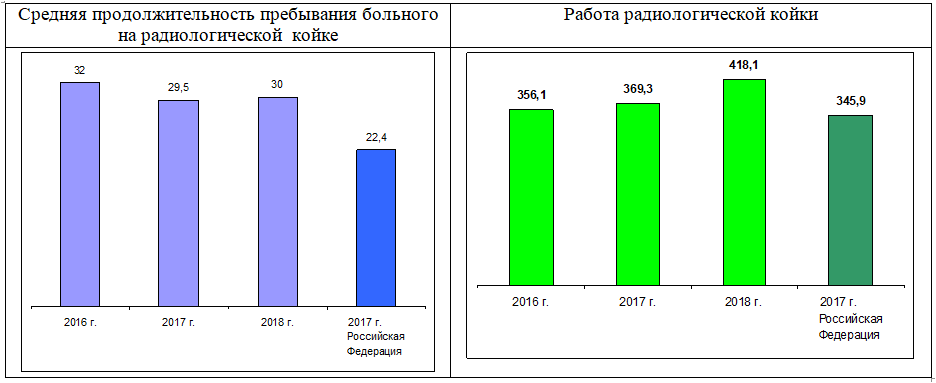 Средняя продолжительность пребывания больного
на радиологической койке
32
29,5
30
22,4
2016 г.
2017 г.
2018 г.
2017 г.
Российская
Федерация
Работа радиологической койки
356,1
369,3
418,1
345,9
2016 г.
2017 г.
2018 г.
2017 г.
Российская
Федерация